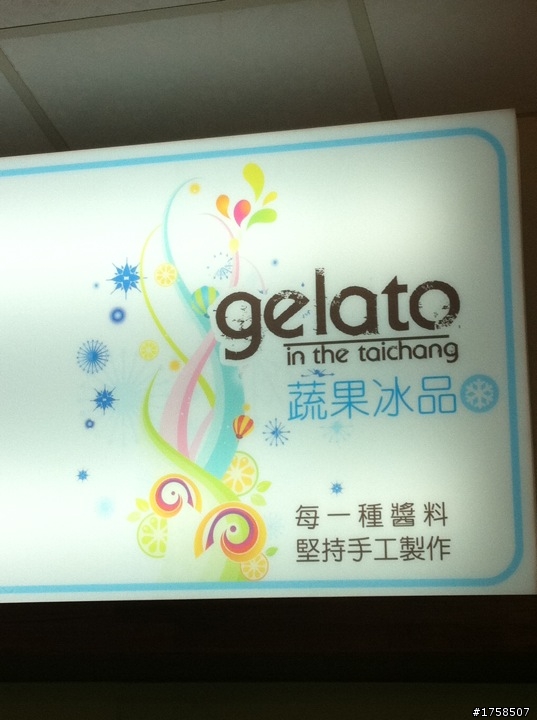 gelato
in the taichang
蔬果冰品
每一種醬料
堅持手工製作
#1758507